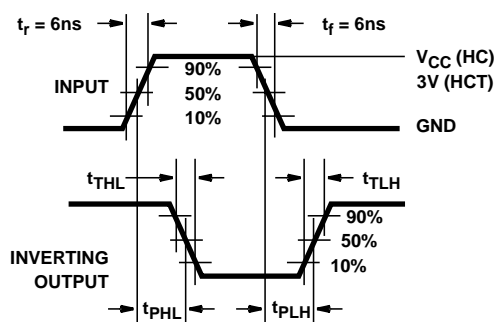 tr = 6ns
tf = 6ns
INPUT
90%
50%
10%
VCC (HC)
3V (HCT)
GND
tTHL
tTLH
INVERTING
OUTPUT
90%
50%
10%
tPHL
tPLH